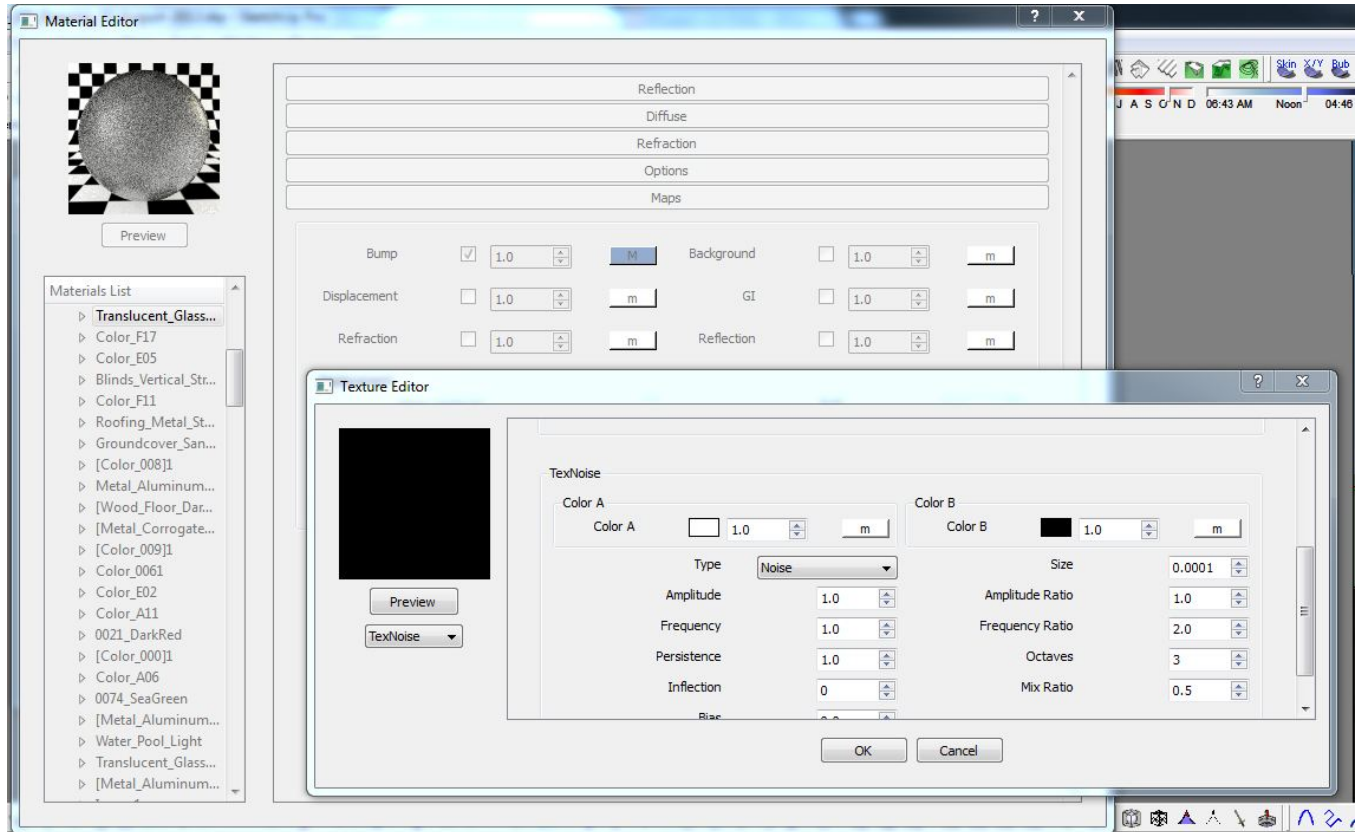 Material Editor
Skin X/Y Bub
J A S O N D 06:43 AM Noon 04:46
Reflection
Diffuse
Refraction
Options
Maps
Preview
Bump 1.0 M Background 1.0 m
Displacement 1.0 m GI 1.0 m
Refraction 1.0 m Reflection 1.0 m
Materials List
Translucent_Glass...
Color_F17
Color_E05
Blinds_Vertical_Str...
Color_F11
Roofing_Metal_St...
Groundcover_San...
[Color_008]1
Metal_Aluminum...
[Wood_Floor_Dar...
[Metal_Corrogate...
[Color_009]1
Color_0061
Color_E02
Color_A11
0021_DarkRed
[Color_000]1
Color_A06
0074_SeaGreen
[Metal_Aluminum...
Water_Pool_Light
Translucent_Glass...
[Metal_Aluminum...
Texture Editor
Preview
TexNoise
TexNoise
Color A Color B
Color A 1.0 m Color B 1.0 m
Type Noise Size 0.0001
Amplitude 1.0 Amplitude Ratio 1.0
Frequency 1.0 Frequency Ratio 2.0
Persistence 1.0 Octaves 3
Inflection 0 Mix Ratio 0.5
Bias
OK Cancel